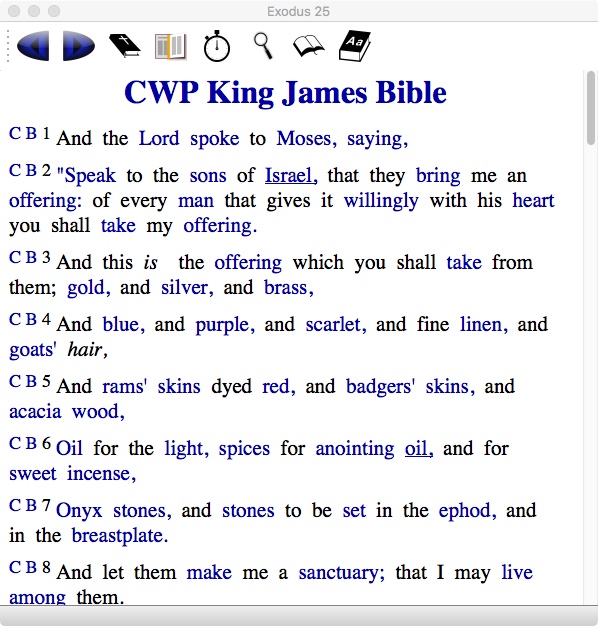 Exodus 25
Aa
CWP King James Bible
C B 1 And the Lord spoke to Moses, saying,
C B 2 "Speak to the sons of Israel, that they bring me an
offering: of every man that gives it willingly with his heart
you shall take my offering.
C B 3 And this is the offering which you shall take from
them; gold, and silver, and brass,
C B 4 And blue, and purple, and scarlet, and fine linen, and
goats' hair,
C B 5 And rams' skins dyed red, and badgers' skins, and
acacia wood,
C B 6 Oil for the light, spices for anointing oil, and for
sweet incense,
C B 7 Onyx stones, and stones to be set in the ephod, and
in the breastplate.
C B 8 And let them make me a sanctuary; that I may live
among them.